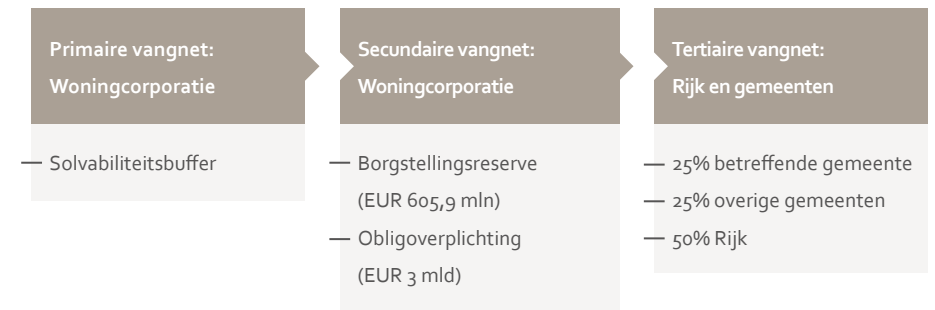 Primaire vangnet:
Woningcorporatie
— Solvabiliteitsbuffer
Secundaire vangnet:
Woningcorporatie
— Borgstellingsreserve
(EUR 605,9 mln)
— Obligoverplichting
(EUR 3 mld)
Tertiaire vangnet:
Rijk en gemeenten
— 25% betreffende gemeente
— 25% overige gemeenten
— 50% Rijk